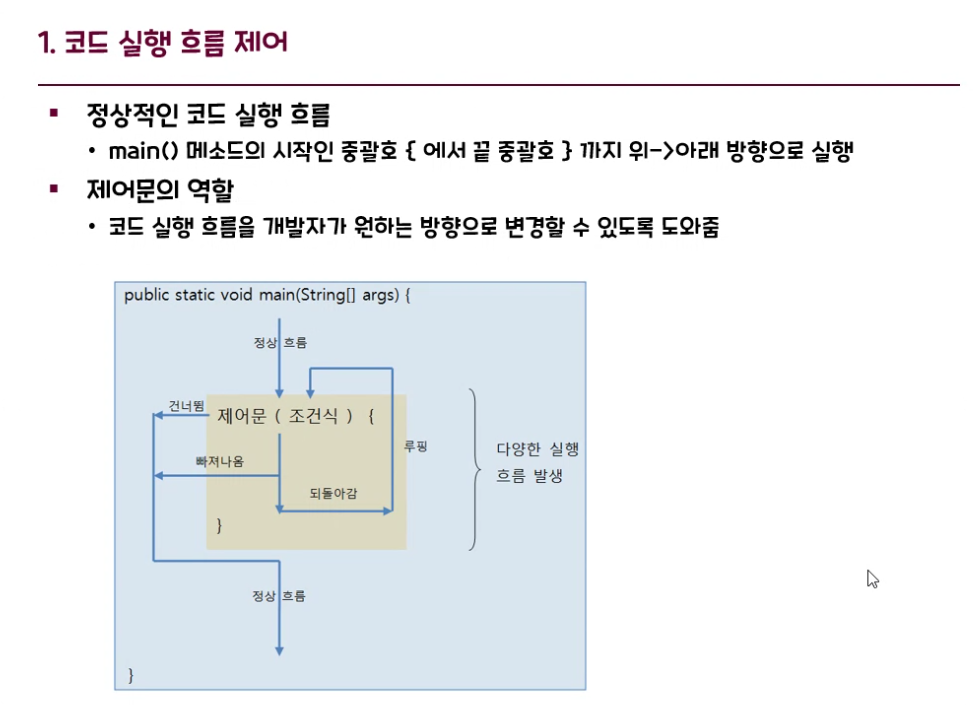 1. 코드 실행 흐름 제어
▪ 정상적인 코드 실행 흐름
• main() 메소드의 시작인 중괄호 { 에서 끝 중괄호 } 까지 위->아래 방향으로 실행
▪ 제어문의 역할
• 코드 실행 흐름을 개발자가 원하는 방향으로 변경할 수 있도록 도와줌
public static void main(String[] args) {
정상 흐름
건너뜀
제어문 ( 조건식 ) {
루핑
빠져나옴
되돌아감
}
다양한 실행
흐름 발생
정상 흐름
}